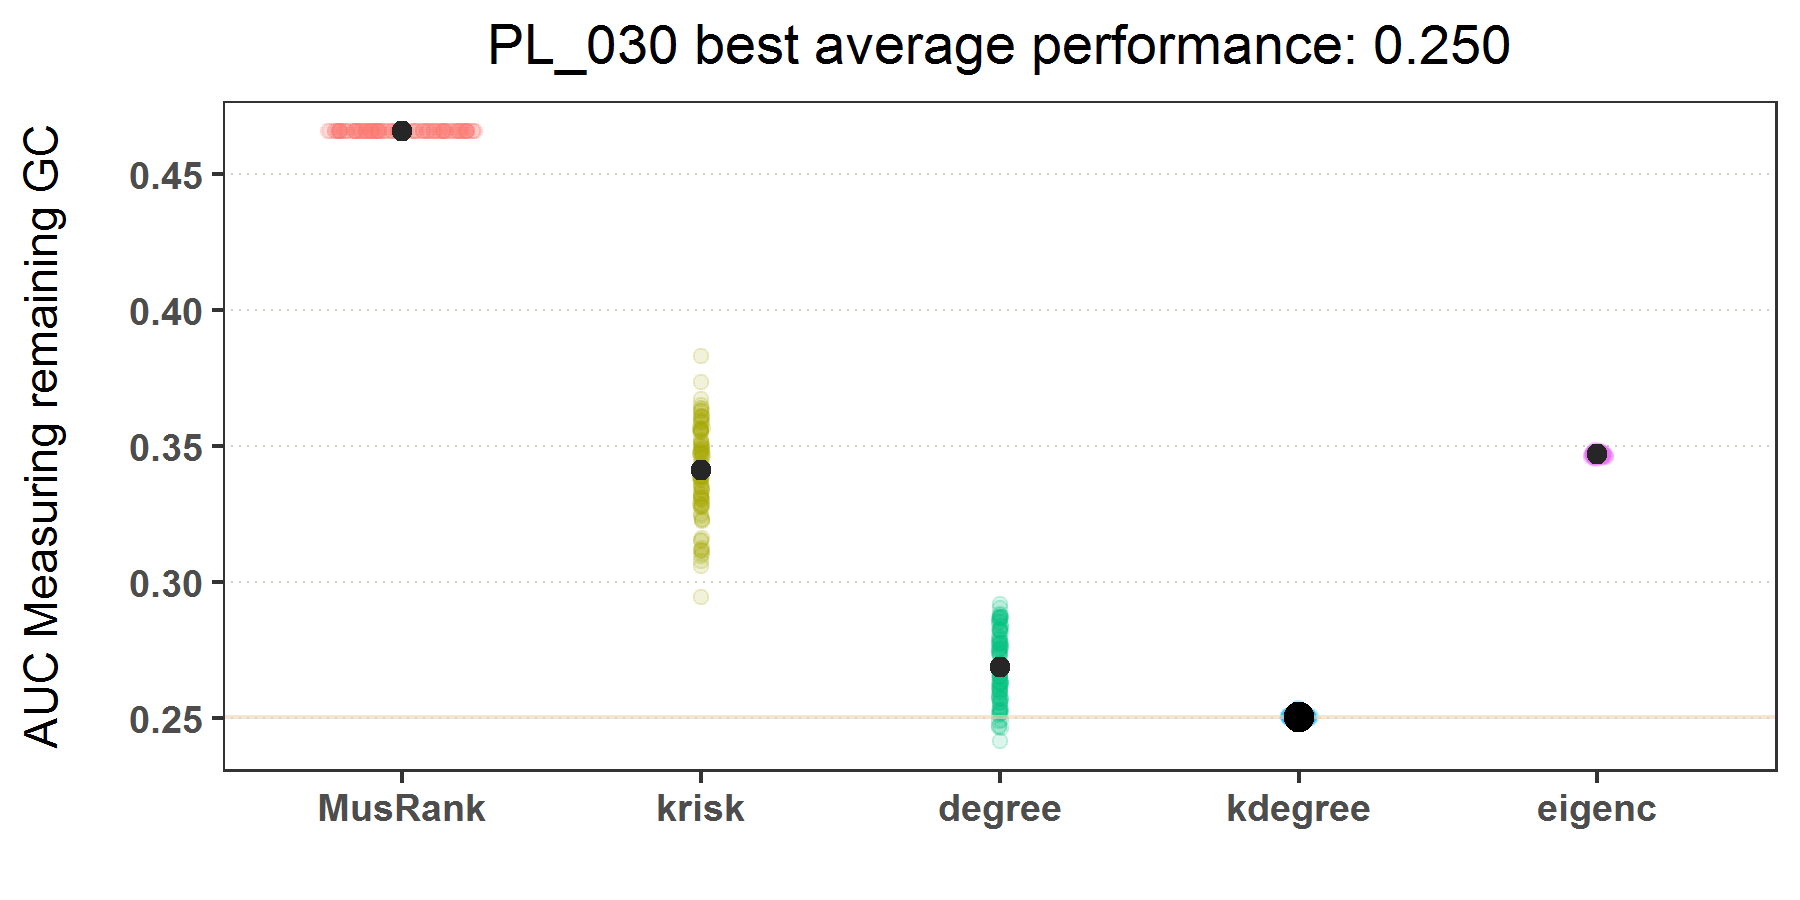 PL_030 best average performance: 0.250
AUC Measuring remaining GC
0.45
0.40
0.35
0.30
0.25
MusRank krisk degree kdegree eigenc